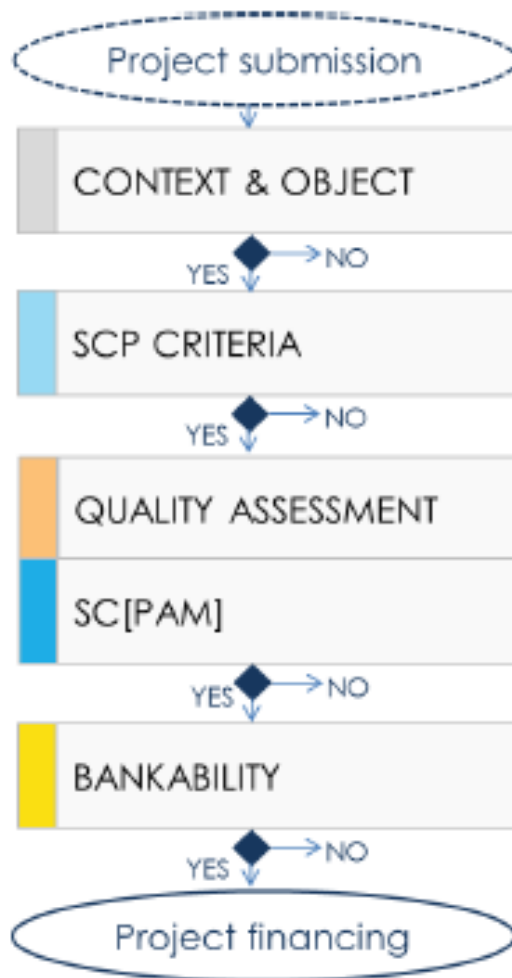 Project submission
CONTEXT & OBJECT
YES NO
SCP CRITERIA
YES NO
QUALITY ASSESSMENT
SC[PAM]
YES NO
BANKABILITY
YES NO
Project financing